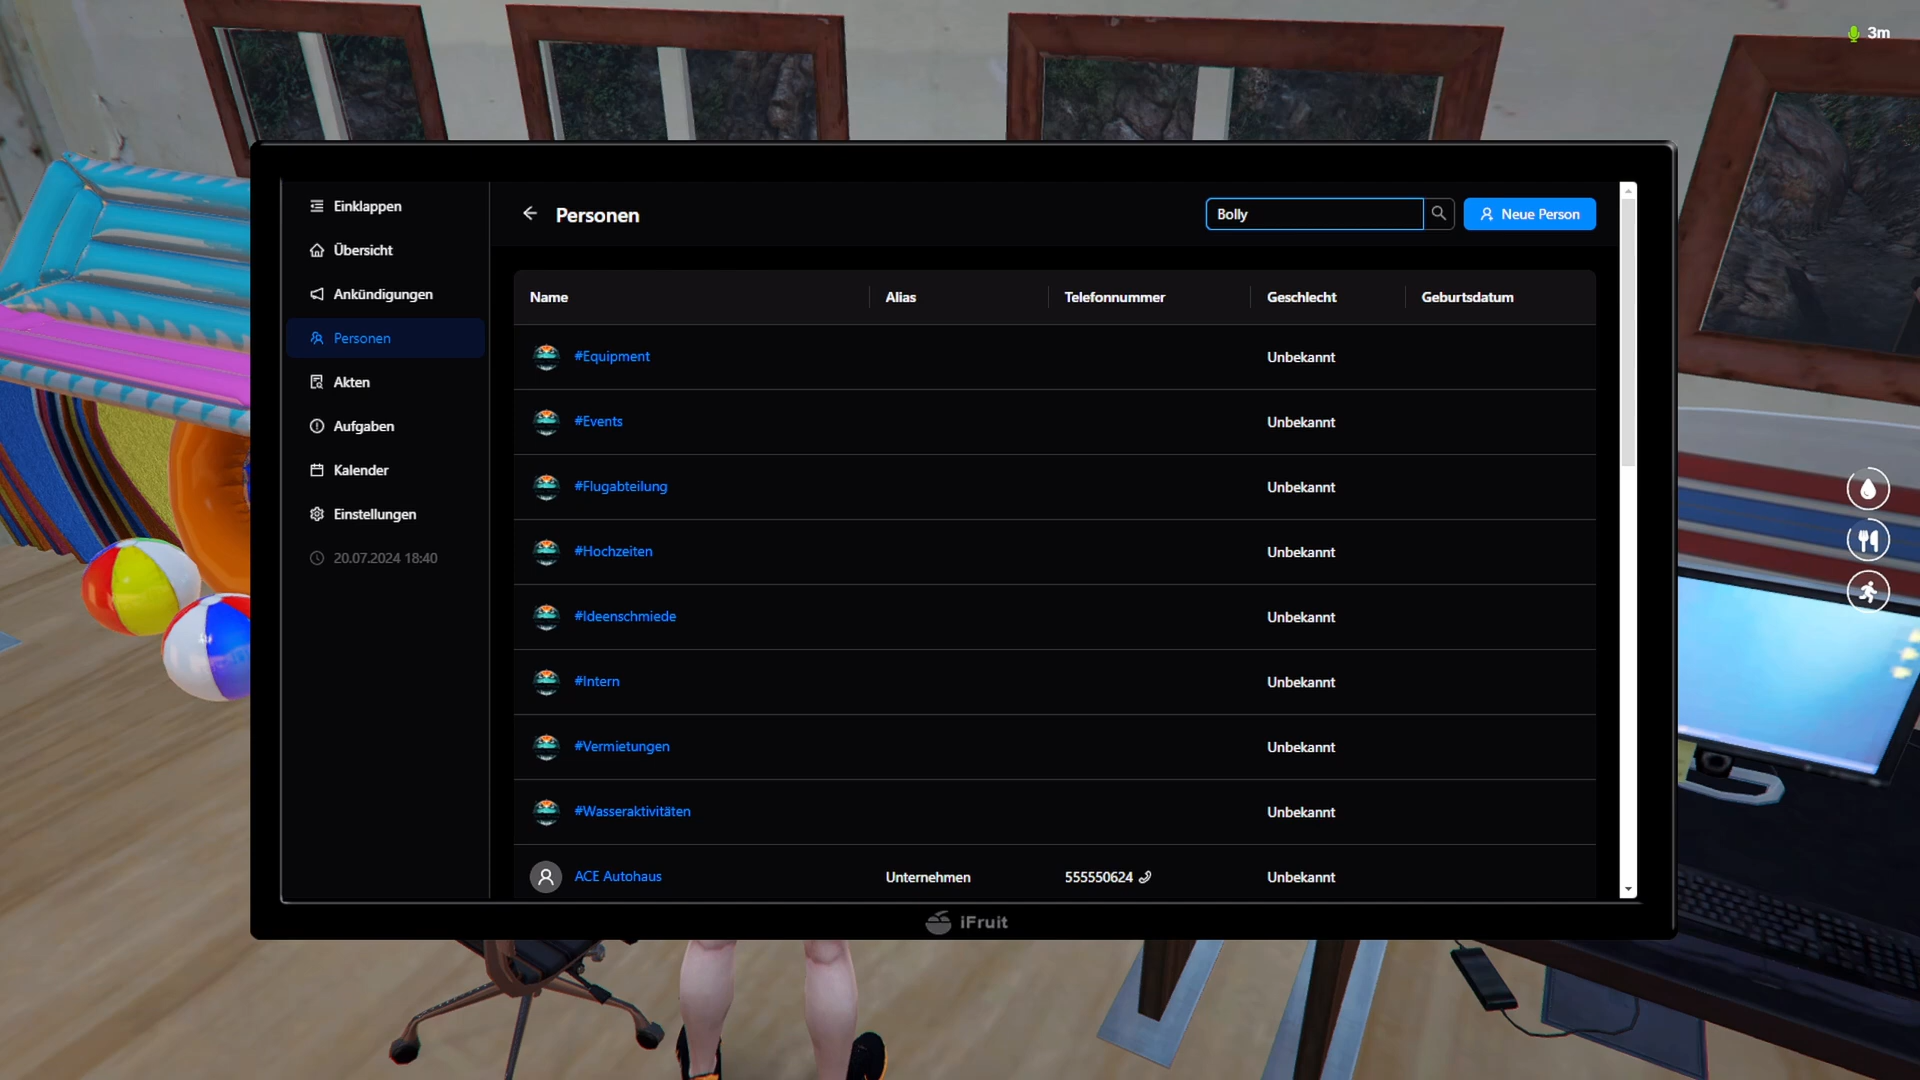 3m
Einklappen
Übersicht
Ankündigungen
Personen
Akten
Aufgaben
Kalender
Einstellungen
20.07.2024 18:40
Personen
Bolly
Neue Person
Name Alias Telefonnummer Geschlecht Geburtsdatum
#Equipment Unbekannt
#Events Unbekannt
#Flugabteilung Unbekannt
#Hochzeiten Unbekannt
#Ideenschmiede Unbekannt
#Intern Unbekannt
#Vermietungen Unbekannt
#Wasseraktivitäten Unbekannt
ACE Autohaus Unternehmen 555550624 Unbekannt
iFruit